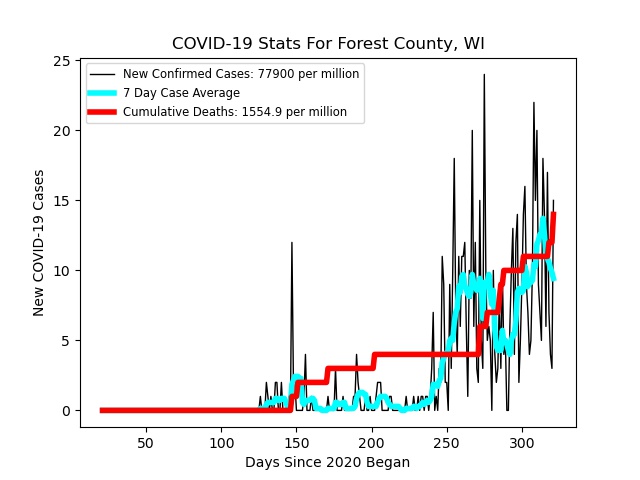 COVID-19 Stats For Forest County, WI
New Confirmed Cases: 77900 per million
7 Day Case Average
Cumulative Deaths: 1554.9 per million
New COVID-19 Cases
25
20
15
10
5
0
50
100
150
200
250
300
Days Since 2020 Began